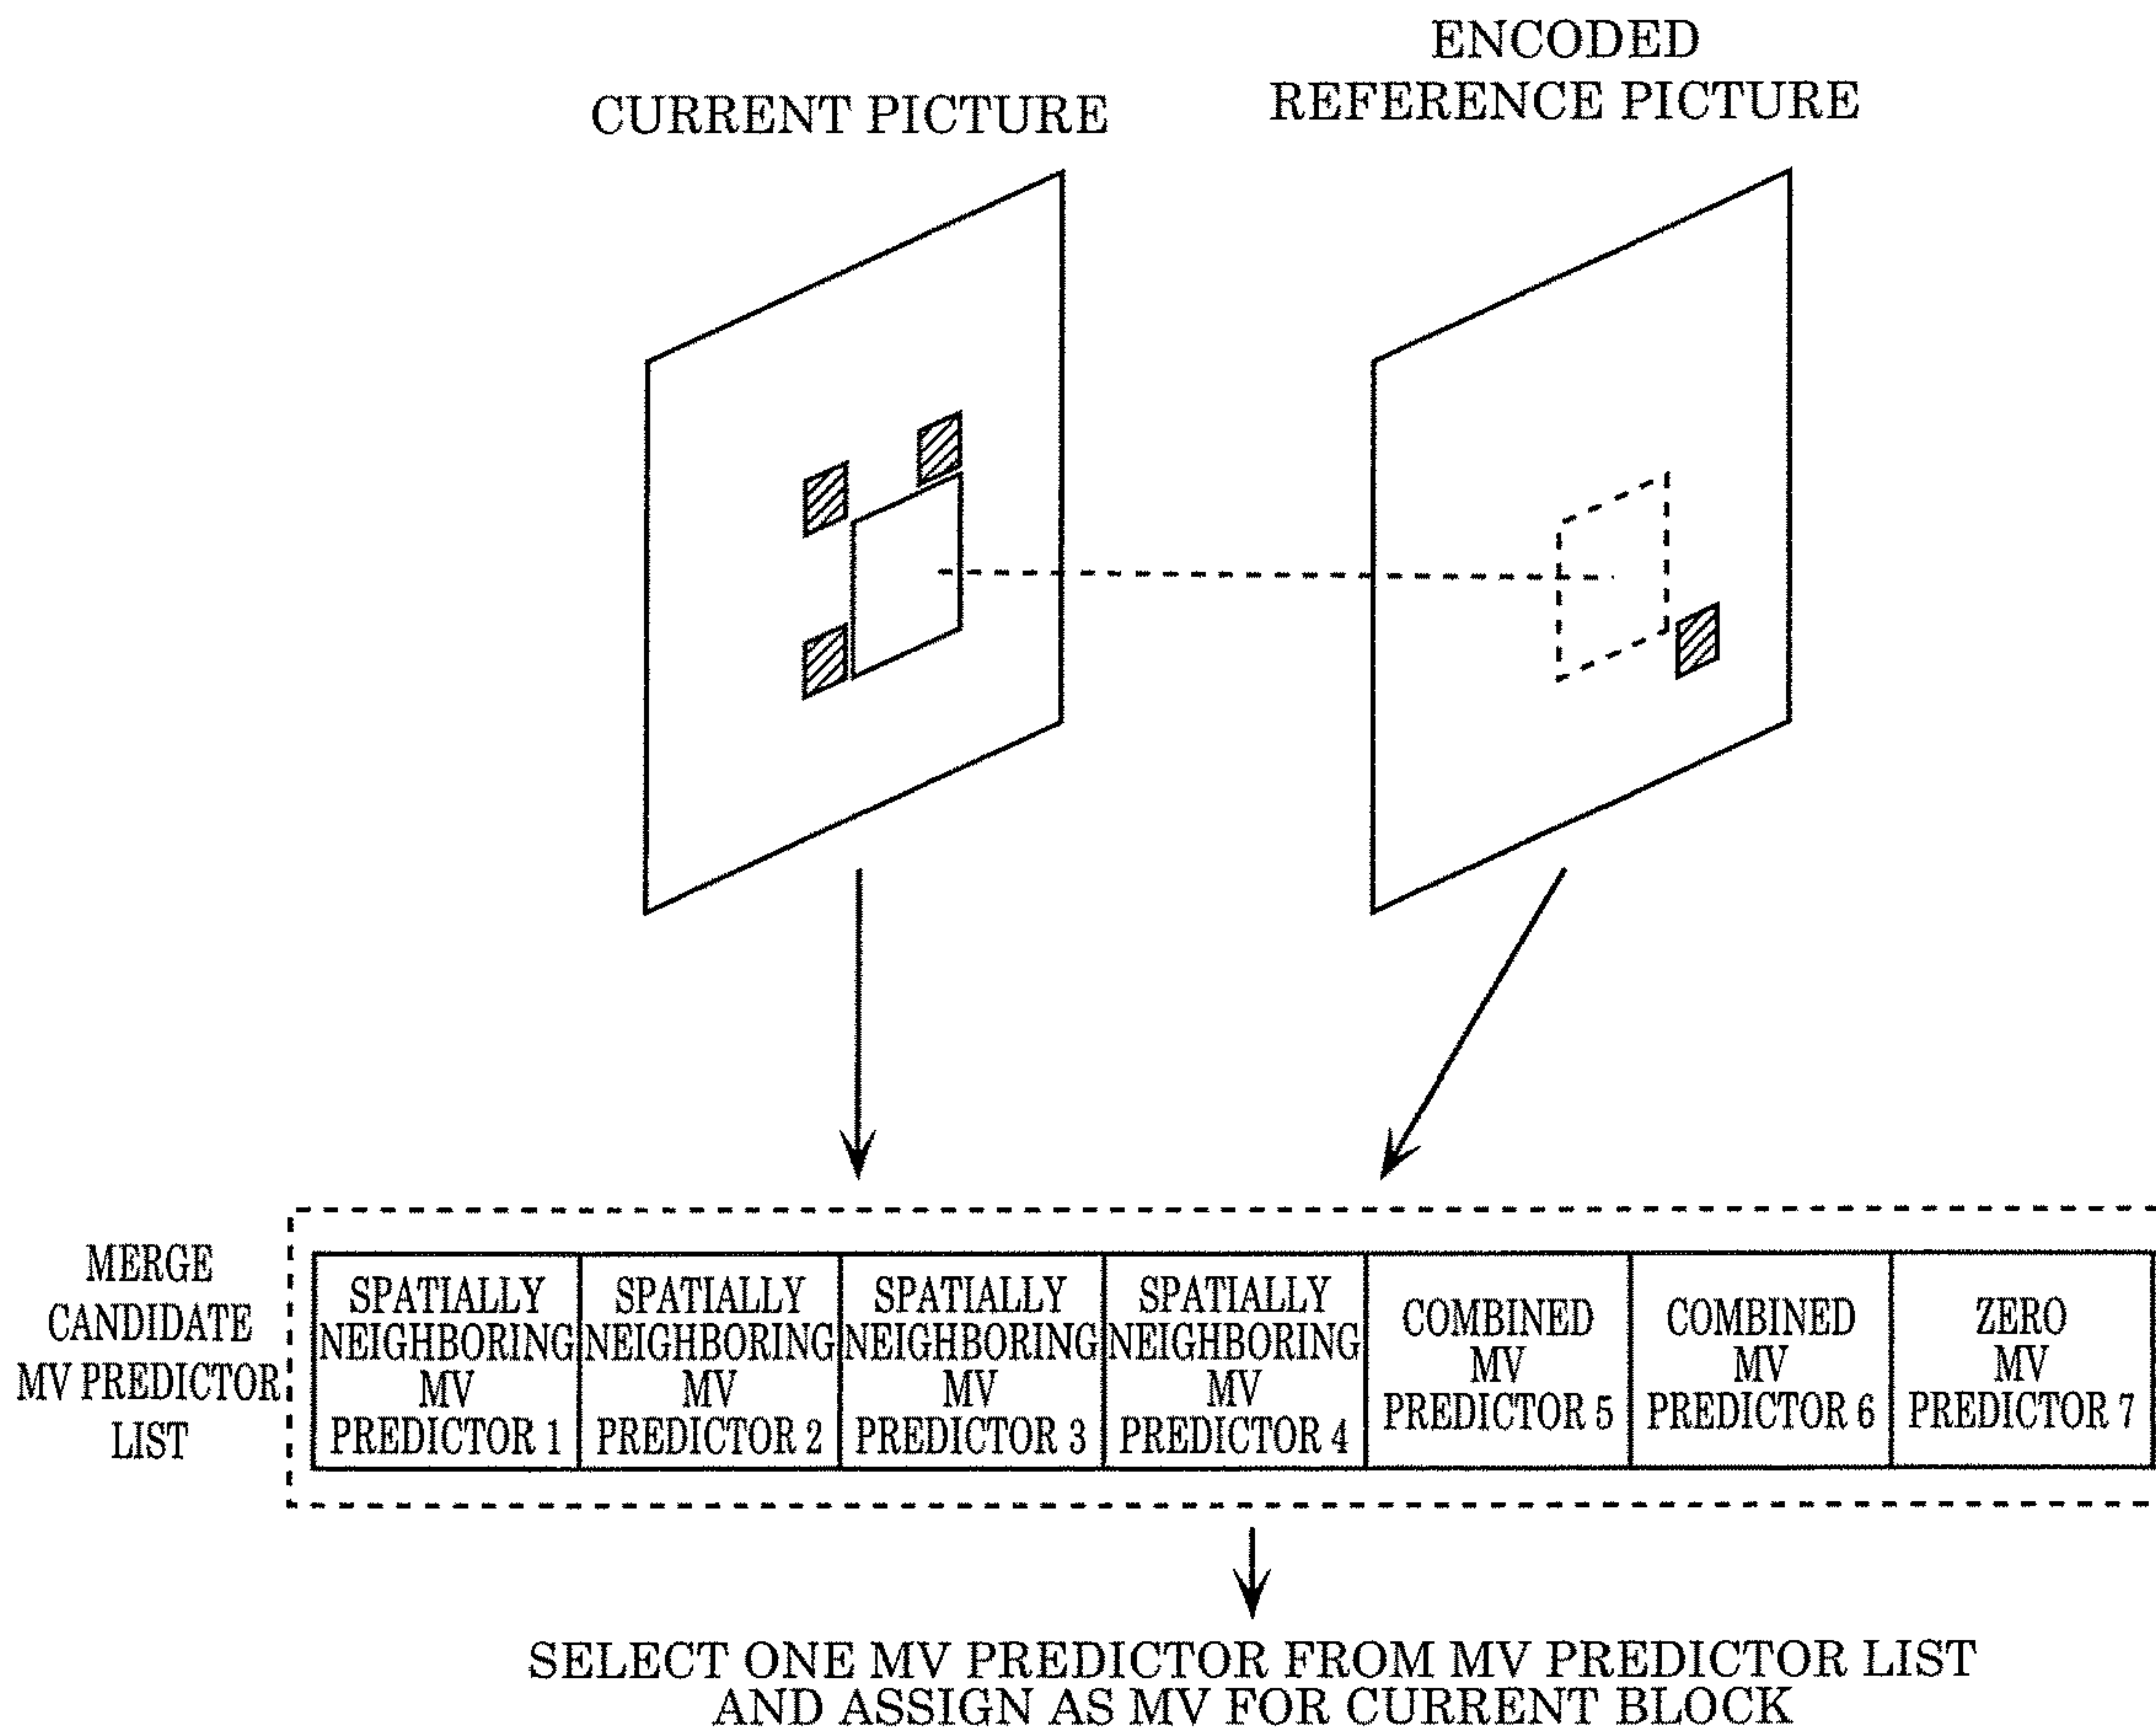 ENCODED
REFERENCE PICTURE
CURRENT PICTURE
MERGE
CANDIDATE
MV PREDICTOR
LIST
SPATIALLY
NEIGHBORING
MV
PREDICTOR 1
SPATIALLY
NEIGHBORING
MV
PREDICTOR 2
SPATIALLY
NEIGHBORING
MV
PREDICTOR 3
SPATIALLY
NEIGHBORING
MV
PREDICTOR 4
COMBINED
MV
PREDICTOR 5
COMBINED
MV
PREDICTOR 6
ZERO
MV
PREDICTOR 7
SELECT ONE MV PREDICTOR FROM MV PREDICTOR LIST
AND ASSIGN AS MV FOR CURRENT BLOCK